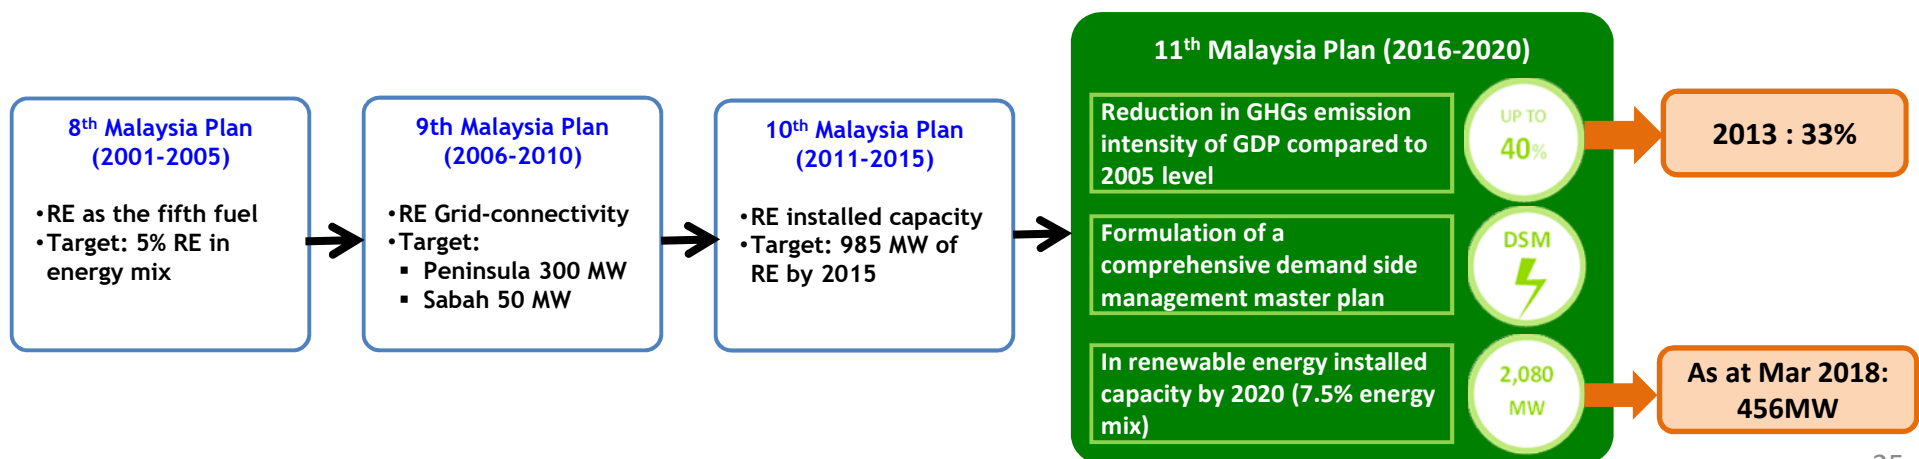 8th Malaysia Plan
(2001-2005)
•RE as the fifth fuel
•Target: 5% RE in
energy mix
9th Malaysia Plan
(2006-2010)
•RE Grid-connectivity
•Target:
▪ Peninsula 300 MW
▪ Sabah 50 MW
10th Malaysia Plan
(2011-2015)
•RE installed capacity
•Target: 985 MW of
RE by 2015
11th Malaysia Plan (2016-2020)
Reduction in GHGs emission
intensity of GDP compared to
2005 level
UP TO
40%
2013 : 33%
Formulation of a
comprehensive demand side
management master plan
DSM
In renewable energy installed
capacity by 2020 (7.5% energy
mix)
2,080
MW
As at Mar 2018:
456MW